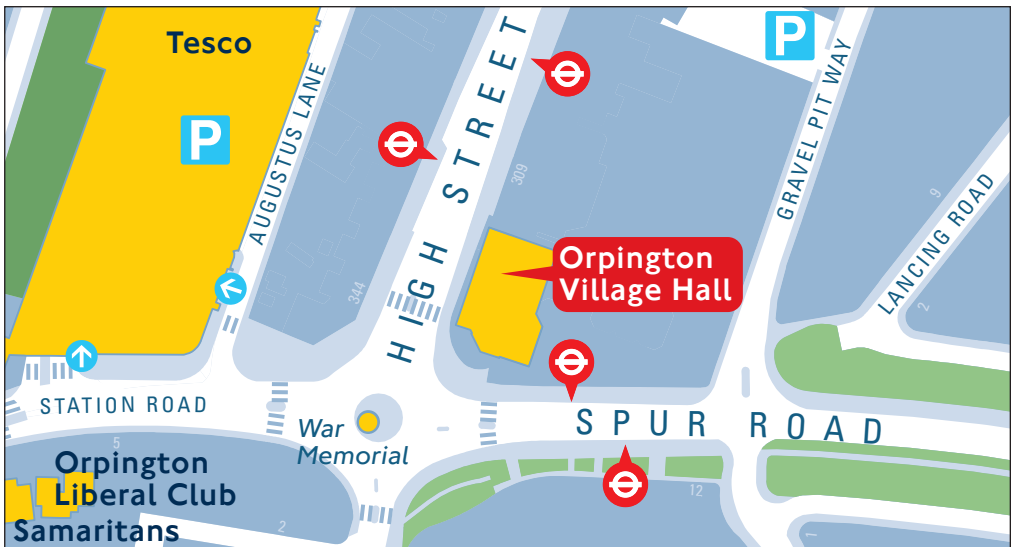 Tesco
P
P
AUGUSTUS LANE
HIGH STREET
GRAVEL PIT WAY
LANCING ROAD
309
9
2
344
Orpington
Village Hall
STATION ROAD
War
Memorial
SPUR ROAD
5
Orpington
Liberal Club
Samaritans
2
12
1